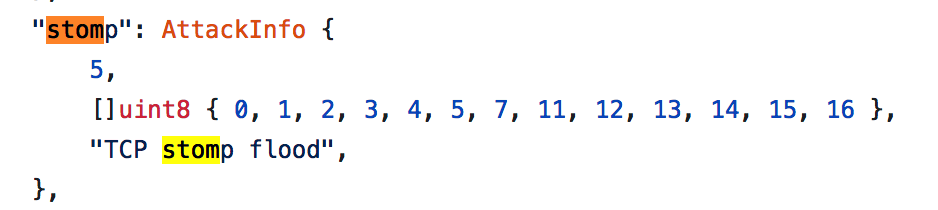 "stomp": AttackInfo {
    5,
    []uint8 { 0, 1, 2, 3, 4, 5, 7, 11, 12, 13, 14, 15, 16 },
    "TCP stomp flood",
},